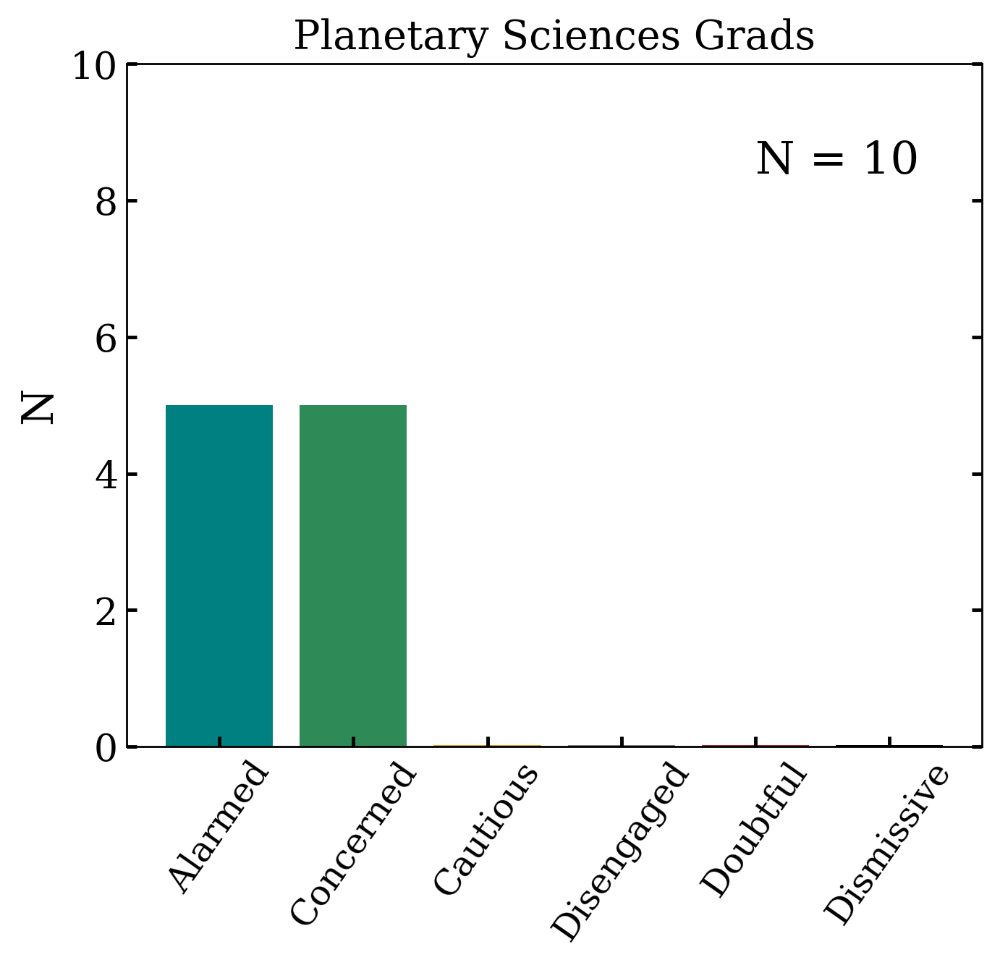 Planetary Sciences Grads
10
8
6
4
2
0
N
N = 10
Alarmed
Concerned
Cautious
Disengaged
Doubtful
Dismissive